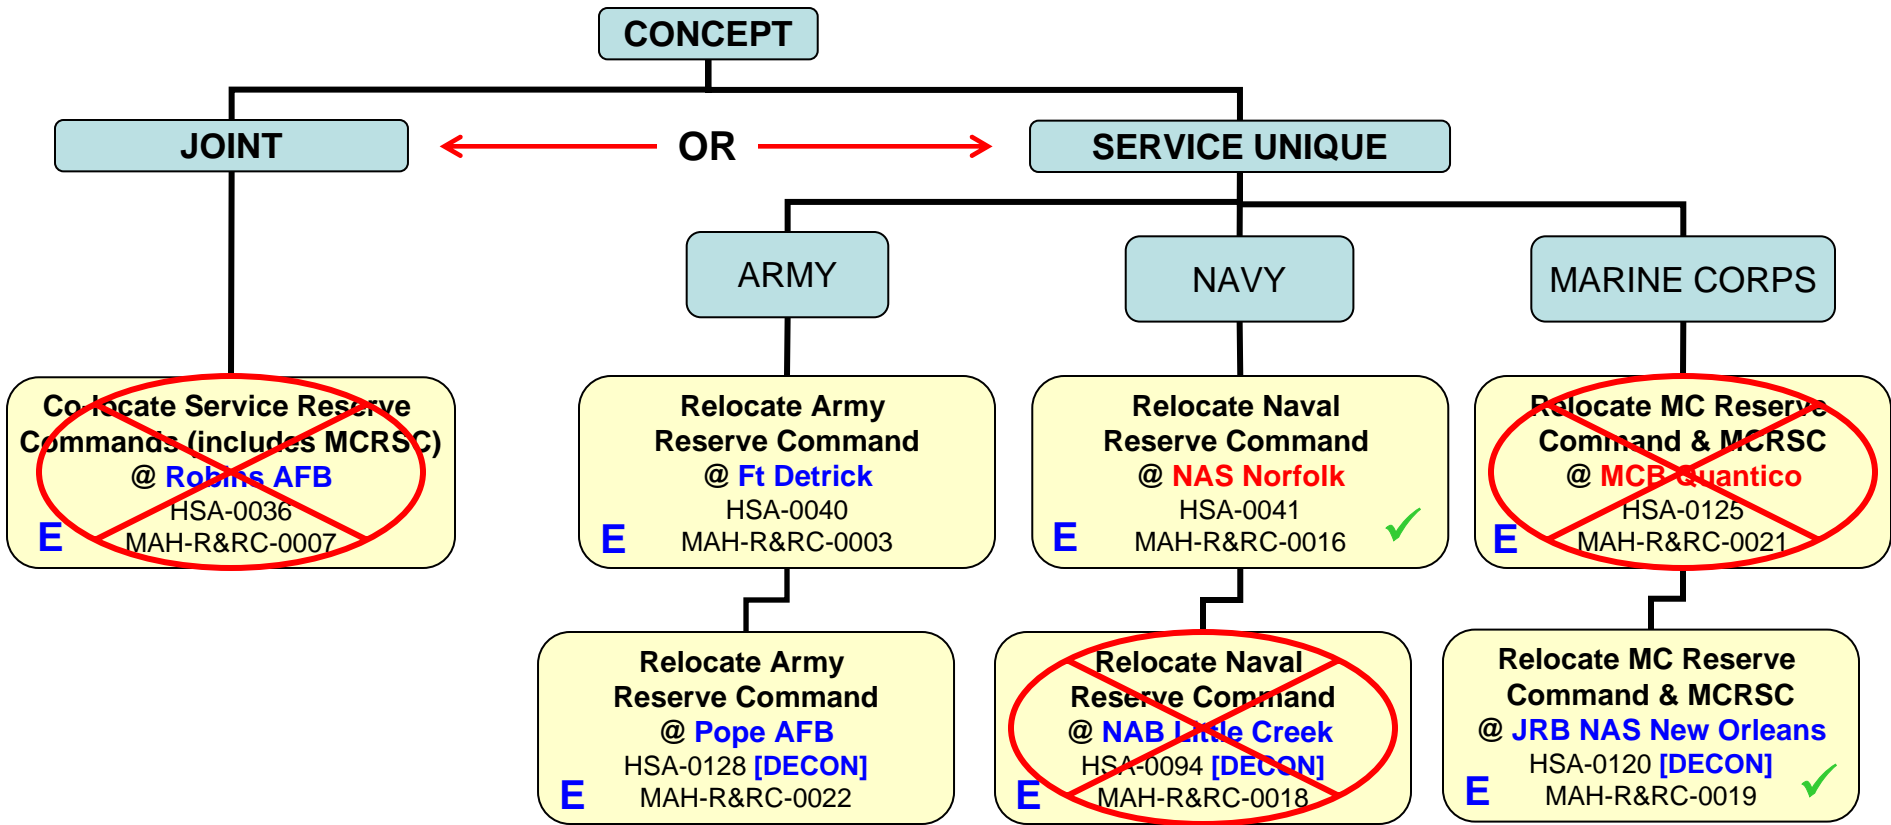 CONCEPT
JOINT
OR
SERVICE UNIQUE
ARMY
NAVY
MARINE CORPS
Co-locate Service Reserve
Commands (includes MCRSC)
@ Robins AFB
HSA-0036
MAH-R&RC-0007
E
Relocate Army
Reserve Command
@ Ft Detrick
HSA-0040
MAH-R&RC-0003
E
Relocate Naval
Reserve Command
@ NAS Norfolk
HSA-0041
MAH-R&RC-0016
E
Relocate MC Reserve
Command & MCRSC
@ MCB Quantico
HSA-0125
MAH-R&RC-0021
E
Relocate Army
Reserve Command
@ Pope AFB
HSA-0128 [DECON]
MAH-R&RC-0022
E
Relocate Naval
Reserve Command
@ NAB Little Creek
HSA-0094 [DECON]
MAH-R&RC-0018
E
Relocate MC Reserve
Command & MCRSC
@ JRB NAS New Orleans
HSA-0120 [DECON]
MAH-R&RC-0019
E